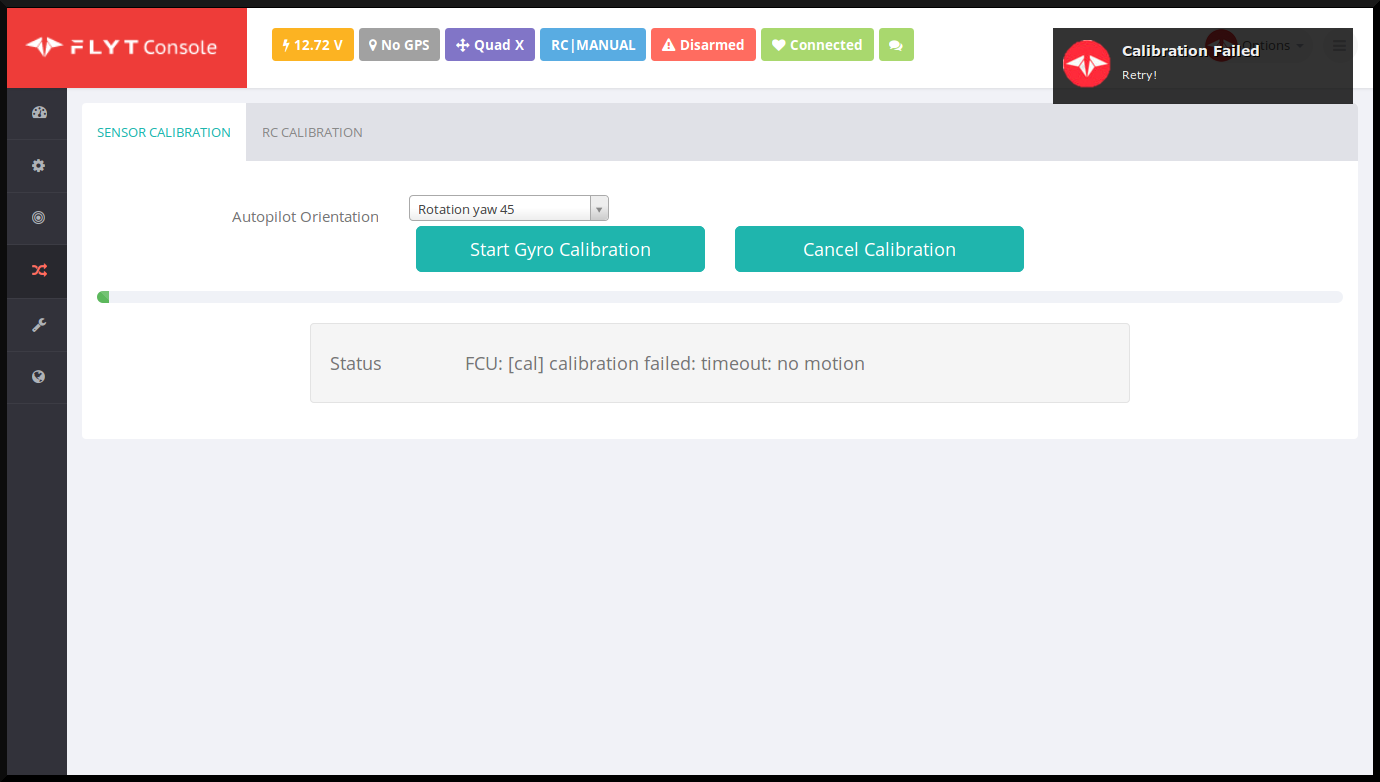 FLYT Console
12.72 V No GPS Quad X RC|MANUAL Disarmed Connected
Calibration Failed
Retry!
SENSOR CALIBRATION RC CALIBRATION
Autopilot Orientation Rotation yaw 45
Start Gyro Calibration Cancel Calibration
Status FCU: [cal] calibration failed: timeout: no motion